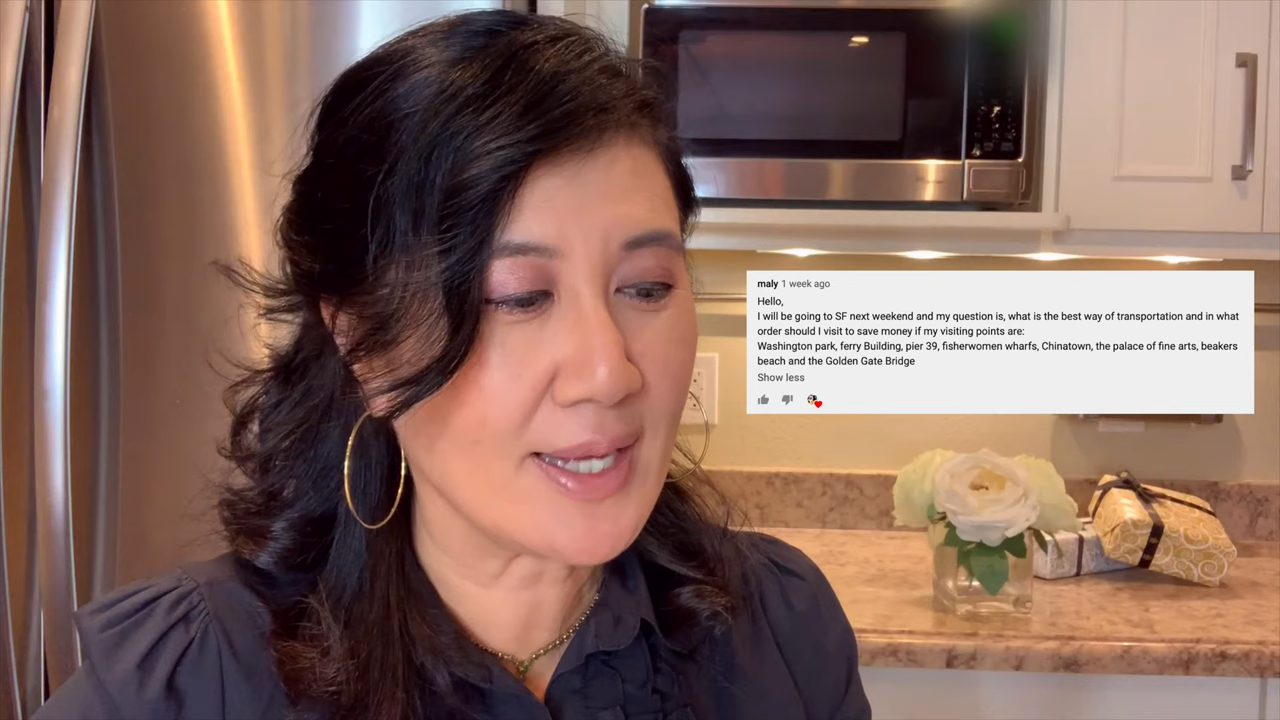 maly 1 week ago
Hello,
I will be going to SF next weekend and my question is, what is the best way of transportation and in what
order should I visit to save money if my visiting points are:
Washington park, ferry Building, pier 39, fisherwomen wharfs, Chinatown, the palace of fine arts, beakers
beach and the Golden Gate Bridge
Show less